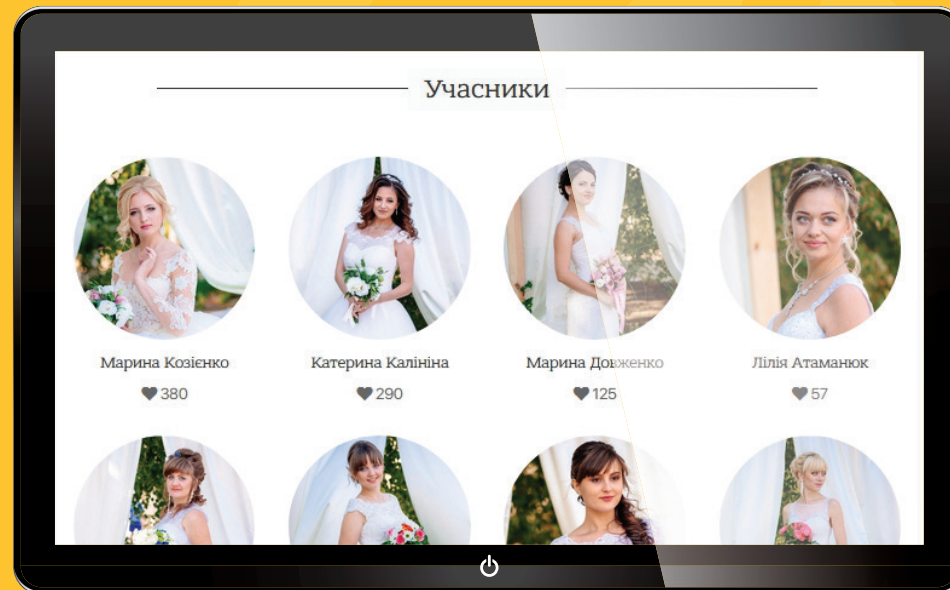 Учасники
Марина Козієнко
Катерина Калініна
Марина Довженко
Лілія Атаманюк
380
290
125
57